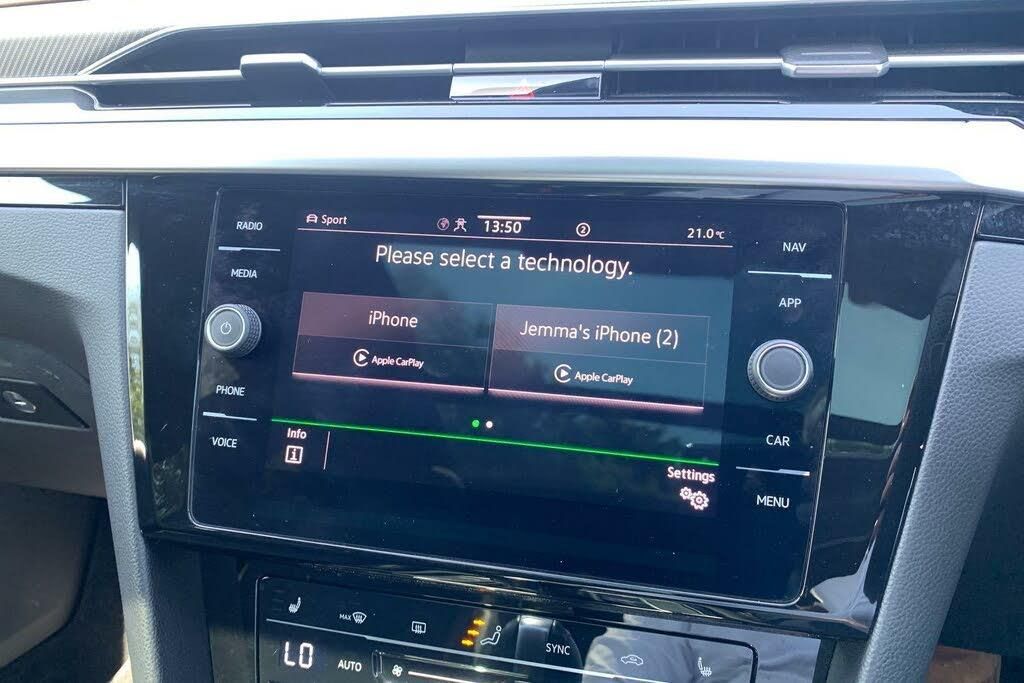 RADIO
MEDIA
PHONE
VOICE
Sport 13:50 2 21.0°C
Please select a technology.
iPhone
Apple CarPlay
Jemma's iPhone (2)
Apple CarPlay
Info
i
Settings
NAV
APP
CAR
MENU
MAX
LO AUTO SYNC